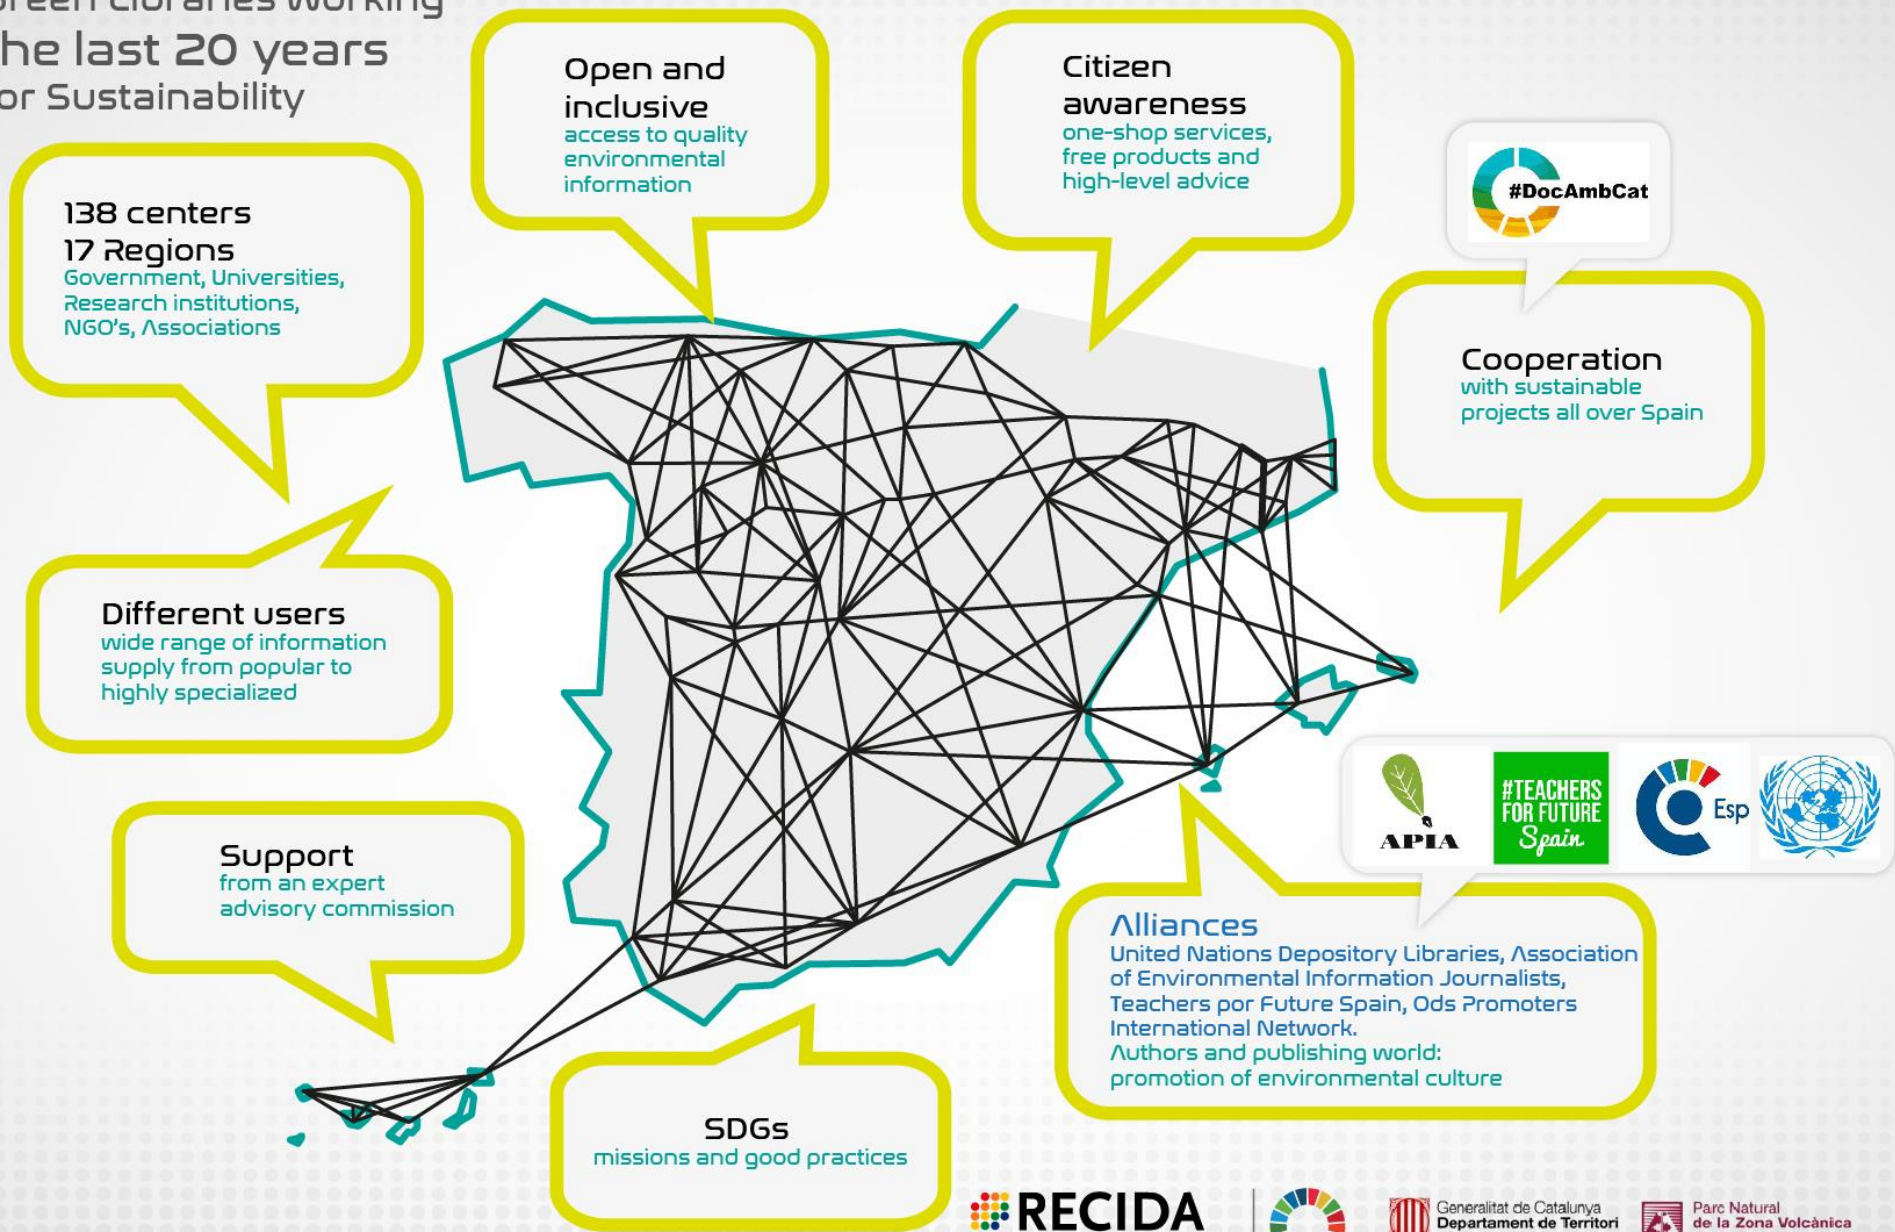 Green Libraries working
the last 20 years
for Sustainability
138 centers
17 Regions
Government, Universities,
Research institutions,
NGO's, Associations
Open and
inclusive
access to quality
environmental
information
Citizen
awareness
one-shop services,
free products and
high-level advice
#DocAmbCat
Cooperation
with sustainable
projects all over Spain
Different users
wide range of information
supply from popular to
highly specialized
Support
from an expert
advisory commission
APIA
#TEACHERS
FOR FUTURE
Spain
Esp
Alliances
United Nations Depository Libraries, Association
of Environmental Information Journalists,
Teachers por Future Spain, Ods Promoters
International Network.
Authors and publishing world:
promotion of environmental culture
SDGs
missions and good practices
RECIDA
Generalitat de Catalunya
Departament de Territori
Parc Natural
de la Zona Volcànica